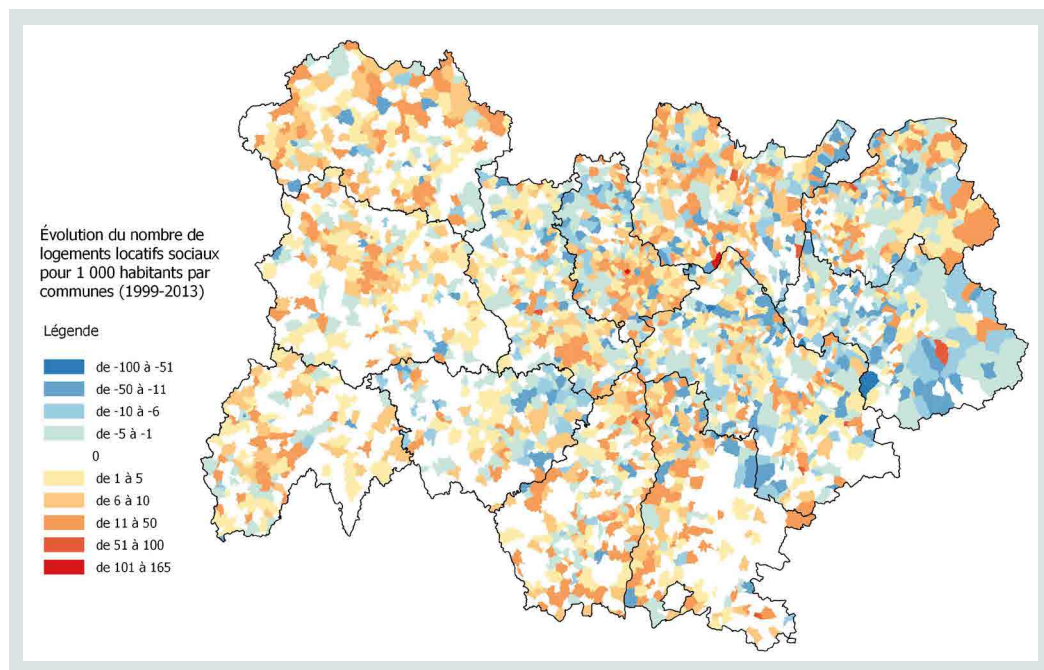 Évolution du nombre de
logements locatifs sociaux
pour 1 000 habitants par
communes (1999-2013)
Légende
de -100 à -51
de -50 à -11
de -10 à -6
de -5 à -1
0
de 1 à 5
de 6 à 10
de 11 à 50
de 51 à 100
de 101 à 165